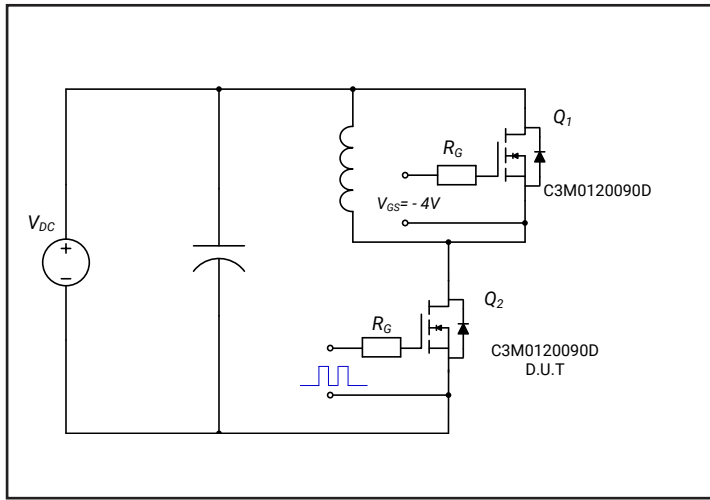 Q1
RG
C3M0120090D
VGS= - 4V
VDC
+
−
Q2
RG
C3M0120090D
D.U.T